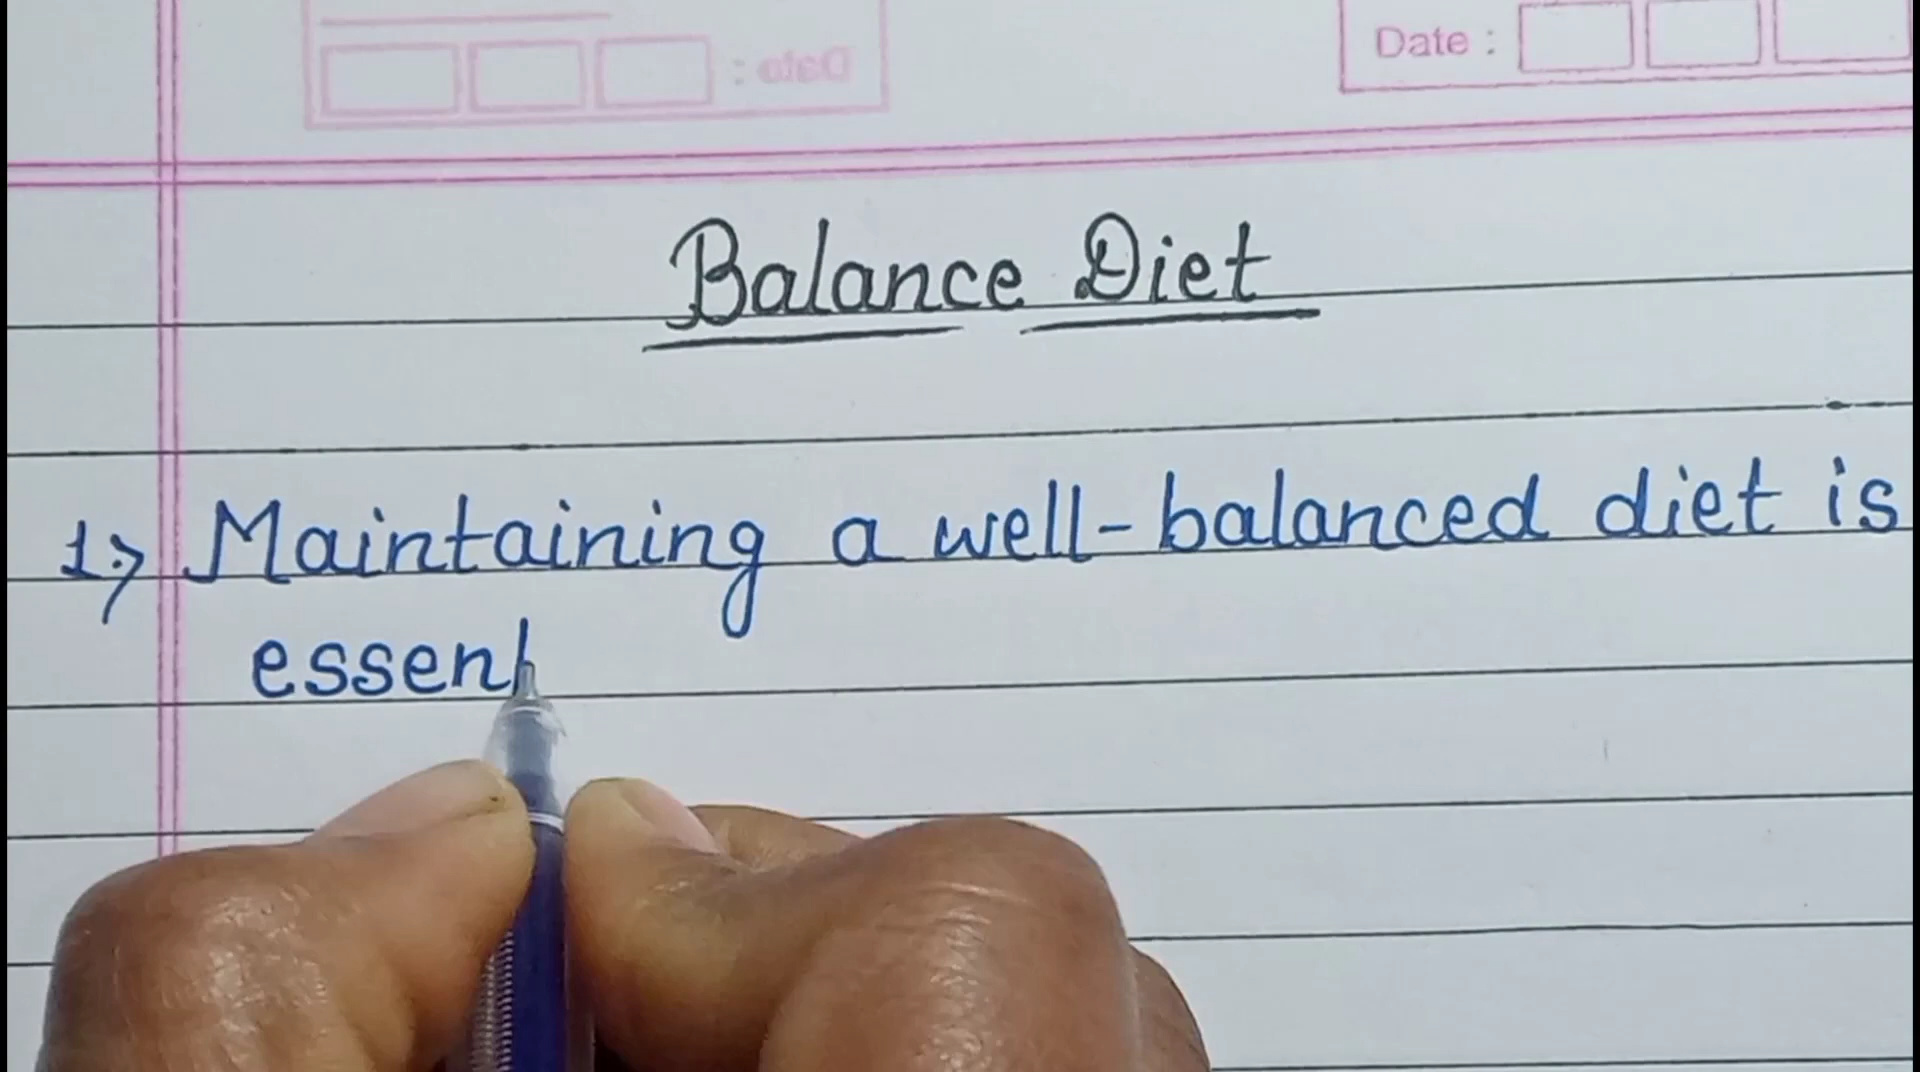 Date :
Balance Diet
1.> Maintaining a well-balanced diet is
essen